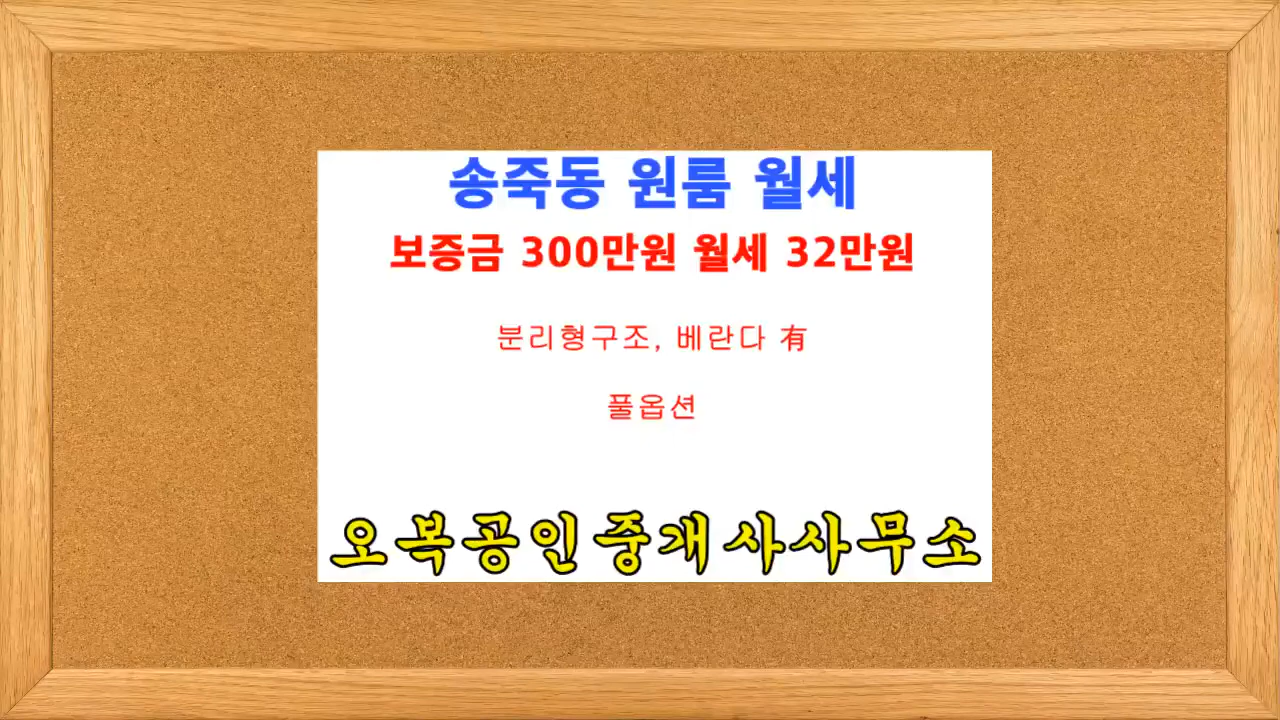 송죽동 원룸 월세
보증금 300만원 월세 32만원
분리형구조, 베란다 有
풀옵션
오복공인중개사사무소